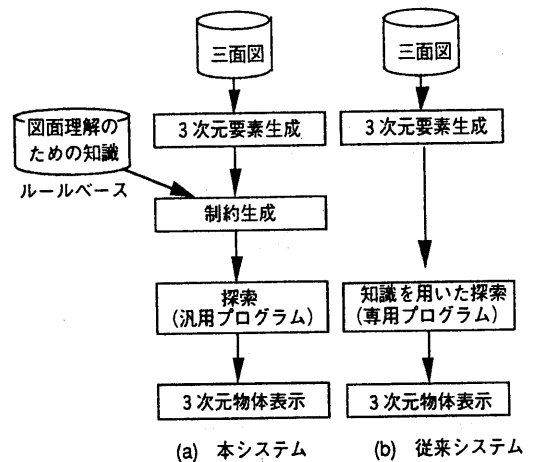 三面図
三面図
3次元要素生成
3次元要素生成
図面理解の
ための知識
ルールベース
制約生成
探索
(汎用プログラム)
知識を用いた探索
(専用プログラム)
3次元物体表示
3次元物体表示
(a) 本システム
(b) 従来システム